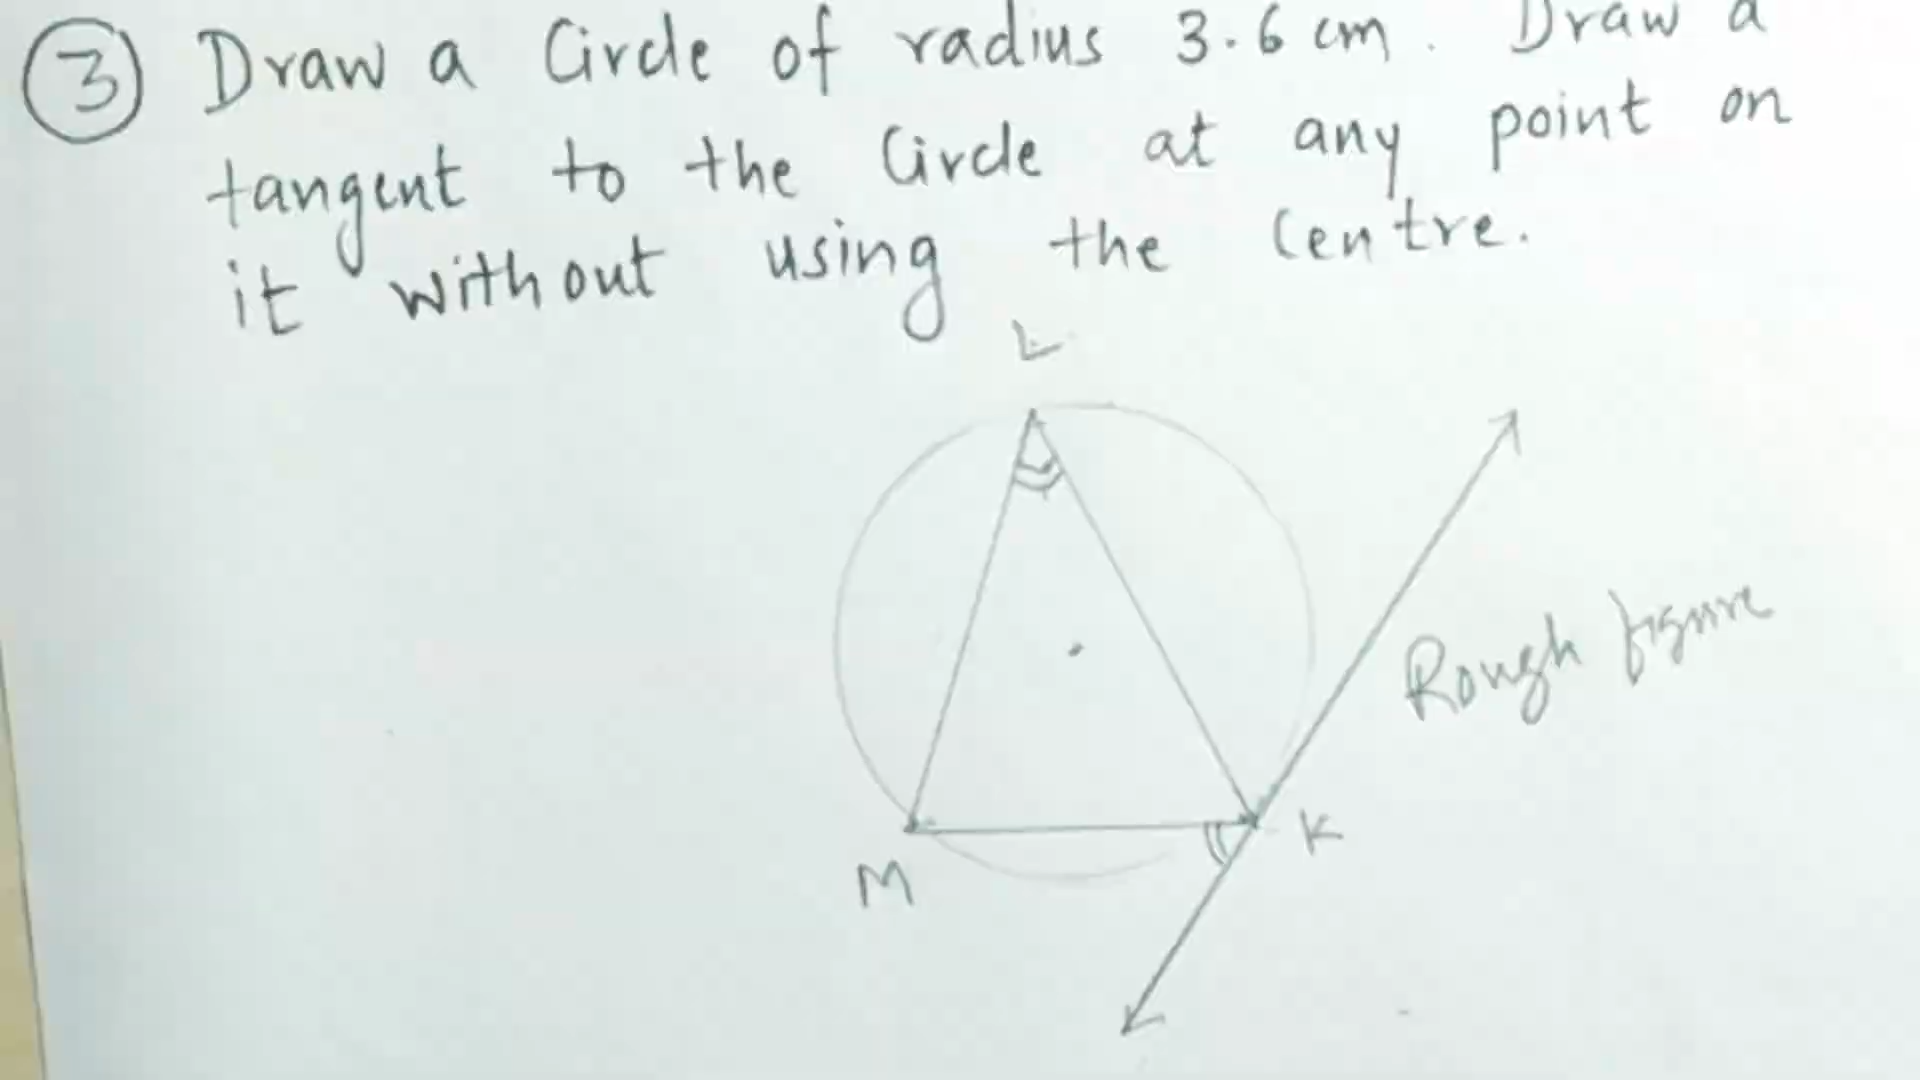 3 Draw a Circle of radius 3.6 cm. Draw a
tangent to the Circle at any point on
it without using the Centre.
L
Rough figure
K
M